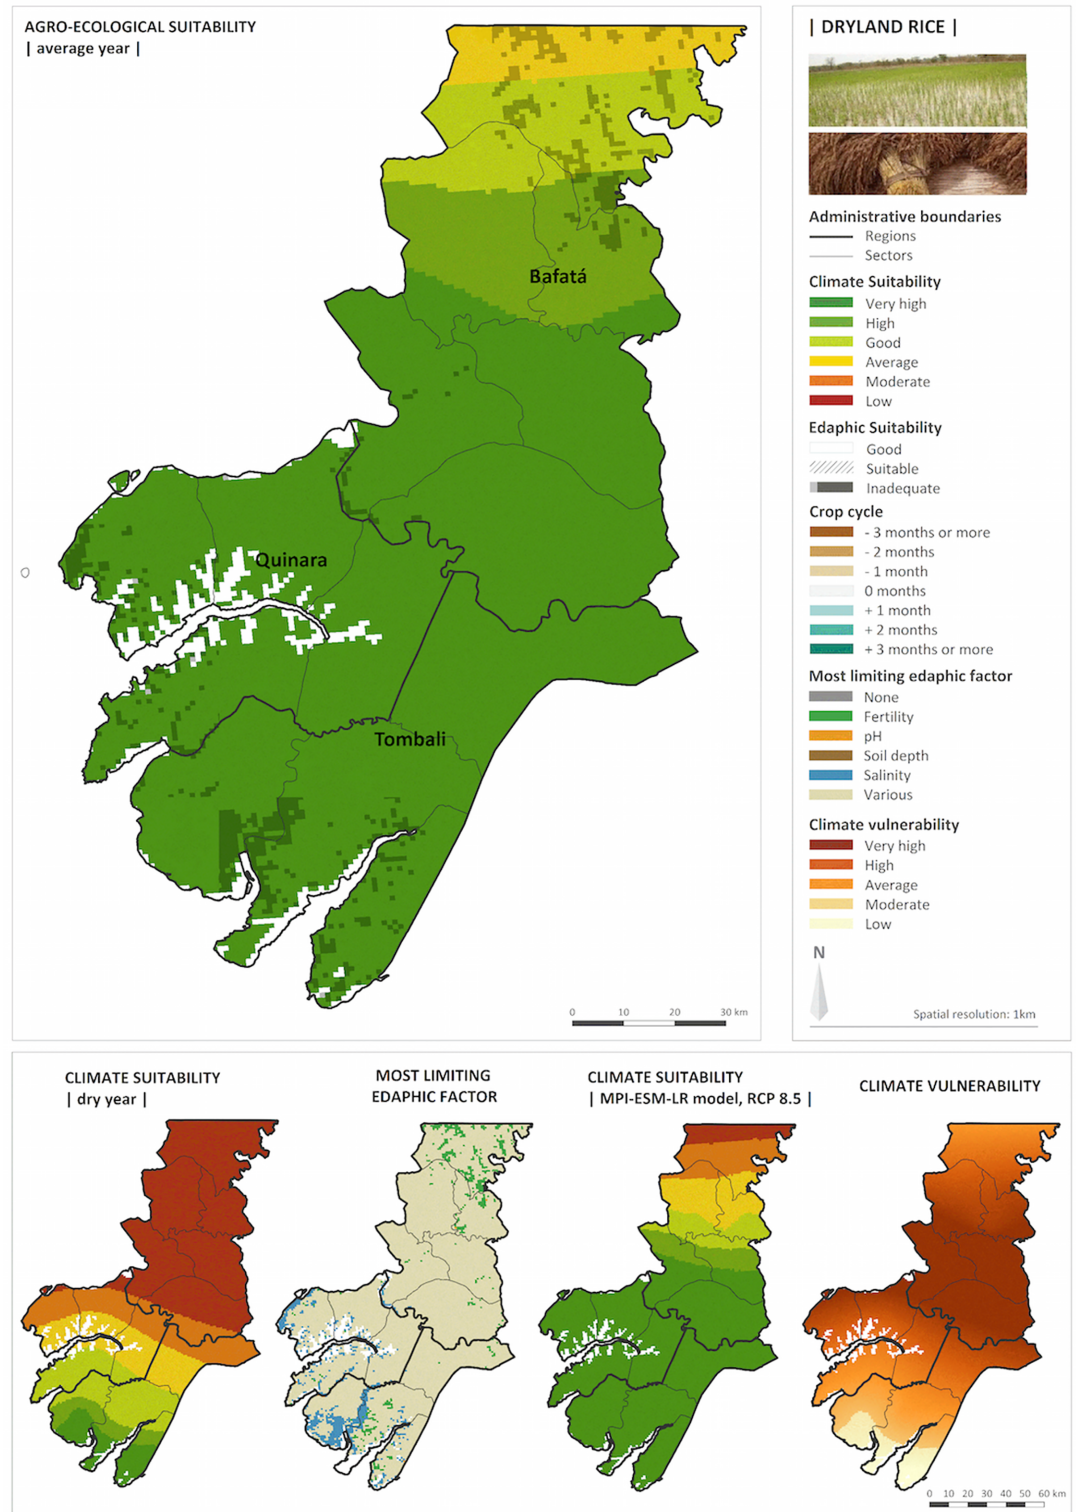 AGRO-ECOLOGICAL SUITABILITY
| average year |
Bafatá
Quinara
Tombali
0 10 20 30 km
| DRYLAND RICE |
Administrative boundaries
Regions
Sectors
Climate Suitability
Very high
High
Good
Average
Moderate
Low
Edaphic Suitability
Good
Suitable
Inadequate
Crop cycle
- 3 months or more
- 2 months
- 1 month
0 months
+ 1 month
+ 2 months
+ 3 months or more
Most limiting edaphic factor
None
Fertility
pH
Soil depth
Salinity
Various
Climate vulnerability
Very high
High
Average
Moderate
Low
N
Spatial resolution: 1km
CLIMATE SUITABILITY
| dry year |
MOST LIMITING
EDAPHIC FACTOR
CLIMATE SUITABILITY
| MPI-ESM-LR model, RCP 8.5 |
CLIMATE VULNERABILITY
0 10 20 30 40 50 60 km